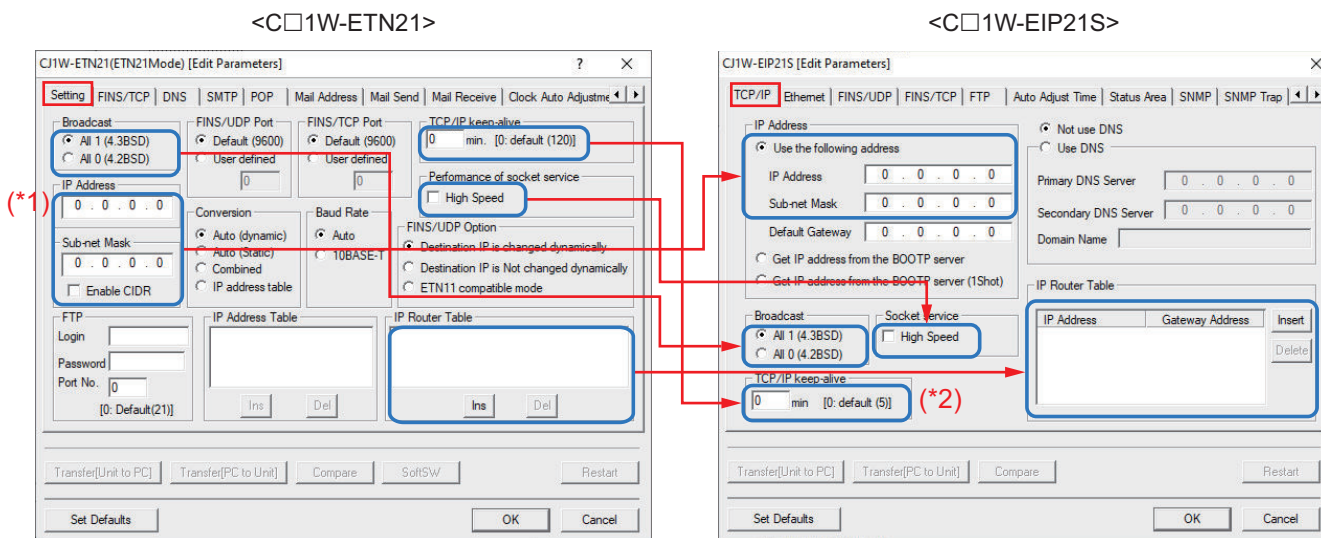 <C□1W-ETN21>
<C□1W-EIP21S>
CJ1W-ETN21(ETN21Mode) [Edit Parameters]
? ×
Setting FINS/TCP DNS SMTP POP Mail Address Mail Send Mail Receive Clock Auto Adjustme
Broadcast
All 1 (4.3BSD)
All 0 (4.2BSD)
FINS/UDP Port
Default (9600)
User defined
0
FINS/TCP Port
Default (9600)
User defined
0
TCP/IP keep-alive
0 min. [0: default (120)]
Performance of socket service
High Speed
(*1)
IP Address
0 . 0 . 0 . 0
Sub-net Mask
0 . 0 . 0 . 0
Enable CIDR
Conversion
Auto (dynamic)
Auto (Static)
Combined
IP address table
Baud Rate
Auto
10BASE-T
FINS/UDP Option
Destination IP is changed dynamically
Destination IP is Not changed dynamically
ETN11 compatible mode
FTP
Login
Password
Port No. 0
[0: Default(21)]
IP Address Table
Ins Del
IP Router Table
Ins Del
Transfer[Unit to PC] Transfer[PC to Unit] Compare SoftSW Restart
Set Defaults OK Cancel
CJ1W-EIP21S [Edit Parameters]
×
TCP/IP Ethernet FINS/UDP FINS/TCP FTP Auto Adjust Time Status Area SNMP SNMP Trap
IP Address
Use the following address
IP Address 0 . 0 . 0 . 0
Sub-net Mask 0 . 0 . 0 . 0
Default Gateway 0 . 0 . 0 . 0
Get IP address from the BOOTP server
Get IP address from the BOOTP server (1Shot)
Not use DNS
Use DNS
Primary DNS Server 0 . 0 . 0 . 0
Secondary DNS Server 0 . 0 . 0 . 0
Domain Name
Broadcast
All 1 (4.3BSD)
All 0 (4.2BSD)
Socket service
High Speed
TCP/IP keep-alive
0 min [0: default (5)]
(*2)
IP Router Table
IP Address Gateway Address
Insert
Delete
Transfer[Unit to PC] Transfer[PC to Unit] Compare Restart
Set Defaults OK Cancel